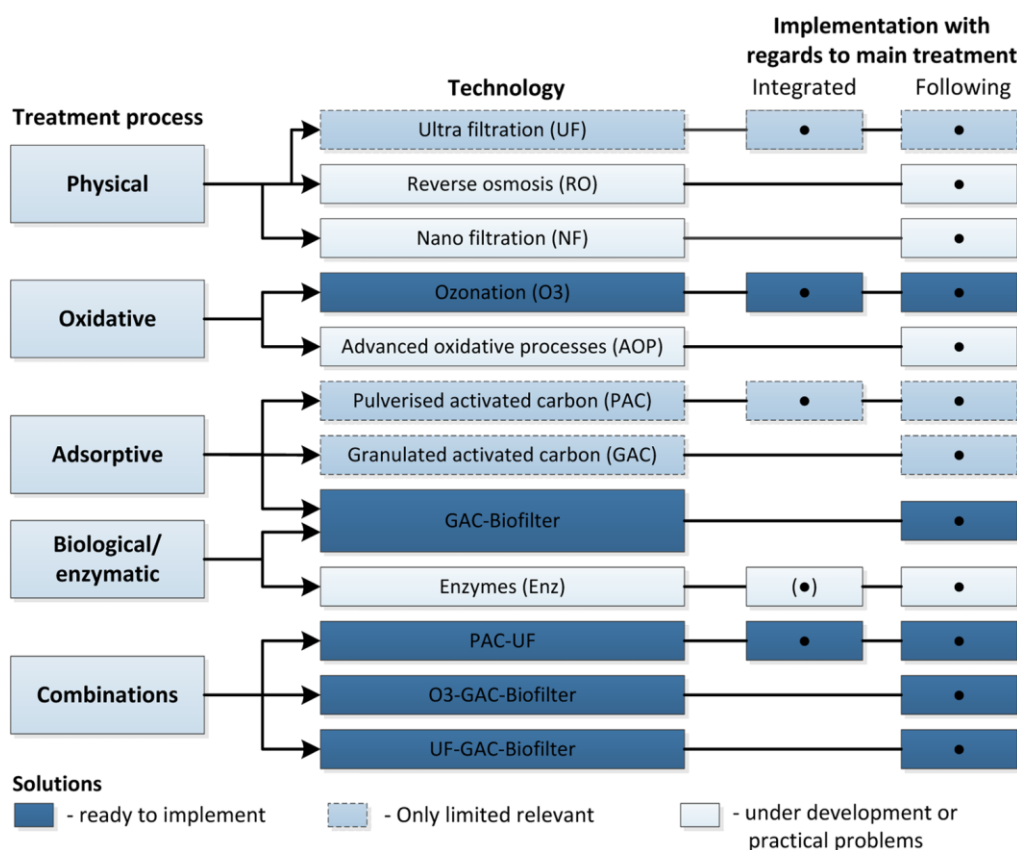 Implementation with
regards to main treatment
Technology
Integrated
Following
Treatment process
Ultra filtration (UF)
Physical
Reverse osmosis (RO)
Nano filtration (NF)
Ozonation (O3)
Oxidative
Advanced oxidative processes (AOP)
Pulverised activated carbon (PAC)
Adsorptive
Granulated activated carbon (GAC)
GAC-Biofilter
Biological/
enzymatic
Enzymes (Enz)
(•)
PAC-UF
Combinations
O3-GAC-Biofilter
UF-GAC-Biofilter
Solutions
- ready to implement
- Only limited relevant
- under development or
practical problems